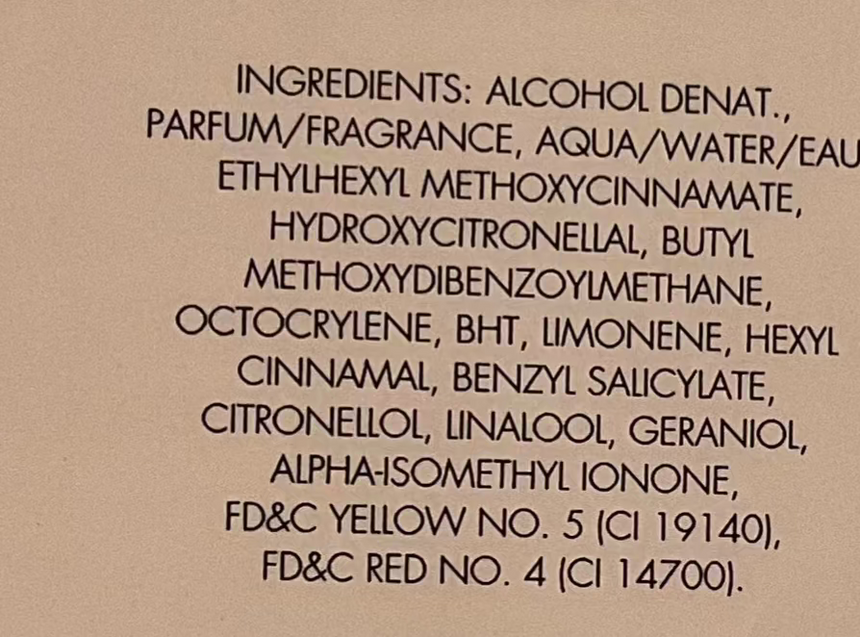 INGREDIENTS: ALCOHOL DENAT.,
PARFUM/FRAGRANCE, AQUA/WATER/EAU
ETHYLHEXYL METHOXYCINNAMATE,
HYDROXYCITRONELLAL, BUTYL
METHOXYDIBENZOYLMETHANE,
OCTOCRYLENE, BHT, LIMONENE, HEXYL
CINNAMAL, BENZYL SALICYLATE,
CITRONELLOL, LINALOOL, GERANIOL,
ALPHA-ISOMETHYL IONONE,
FD&C YELLOW NO. 5 (CI 19140),
FD&C RED NO. 4 (CI 14700).